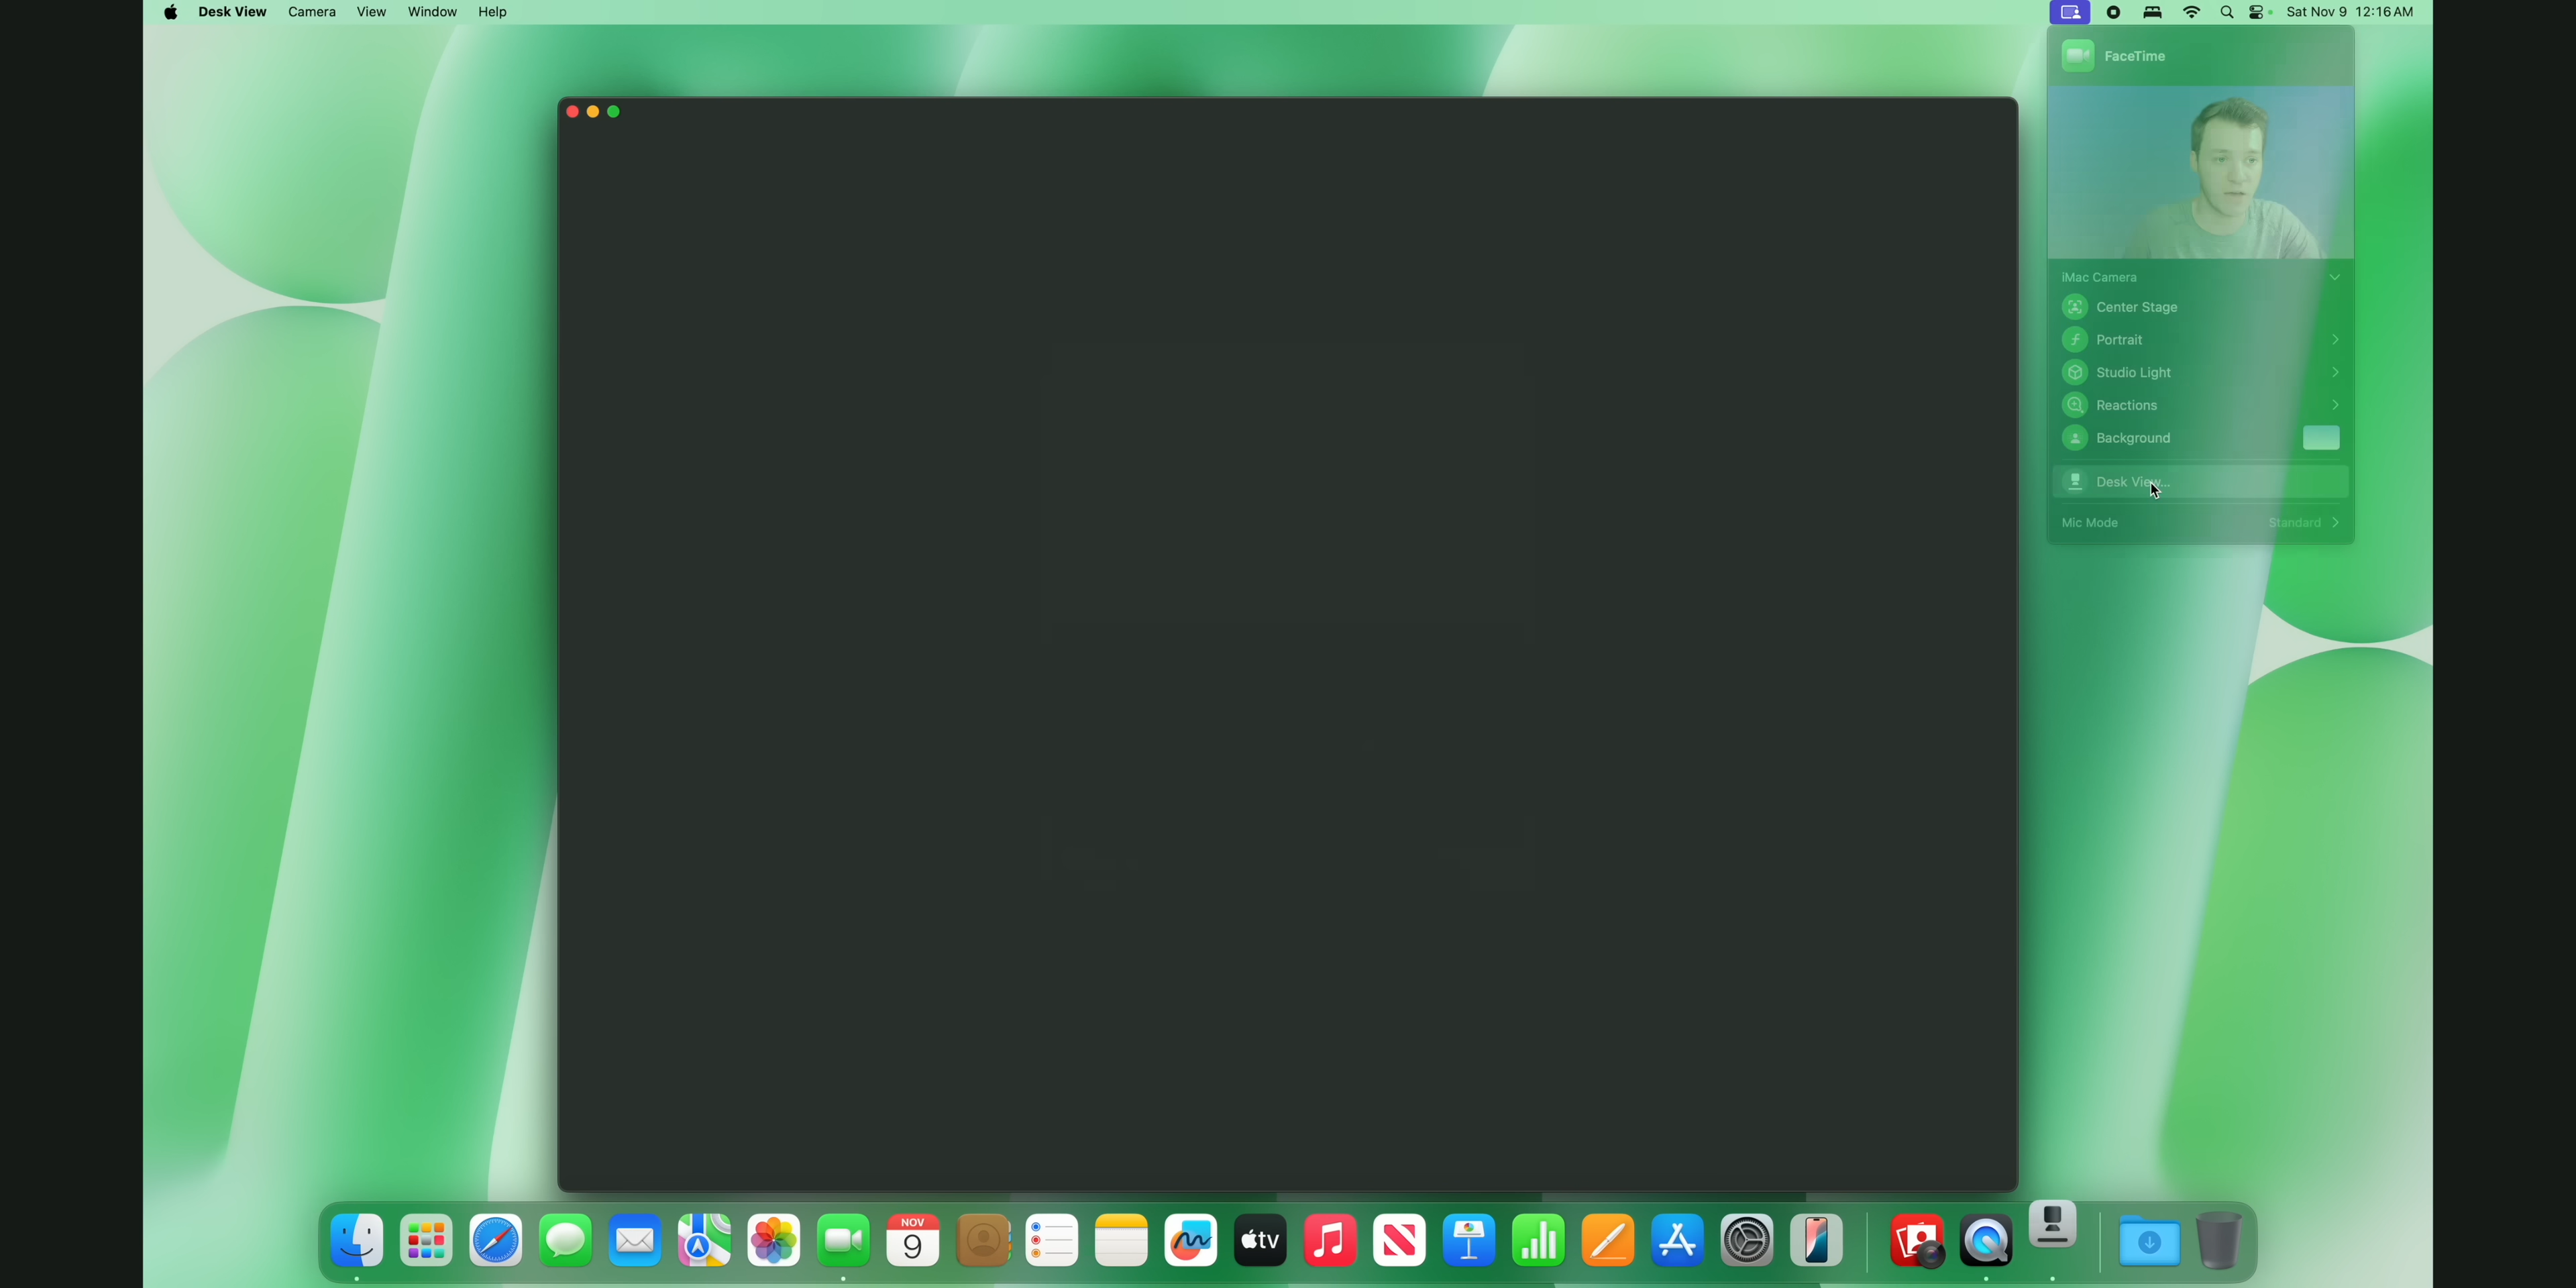 Desk View Camera View Window Help
Sat Nov 9 12:16 AM
FaceTime
iMac Camera
Center Stage
Portrait
Studio Light
Reactions
Background
Desk View...
Mic Mode Standard
NOV
9
tv